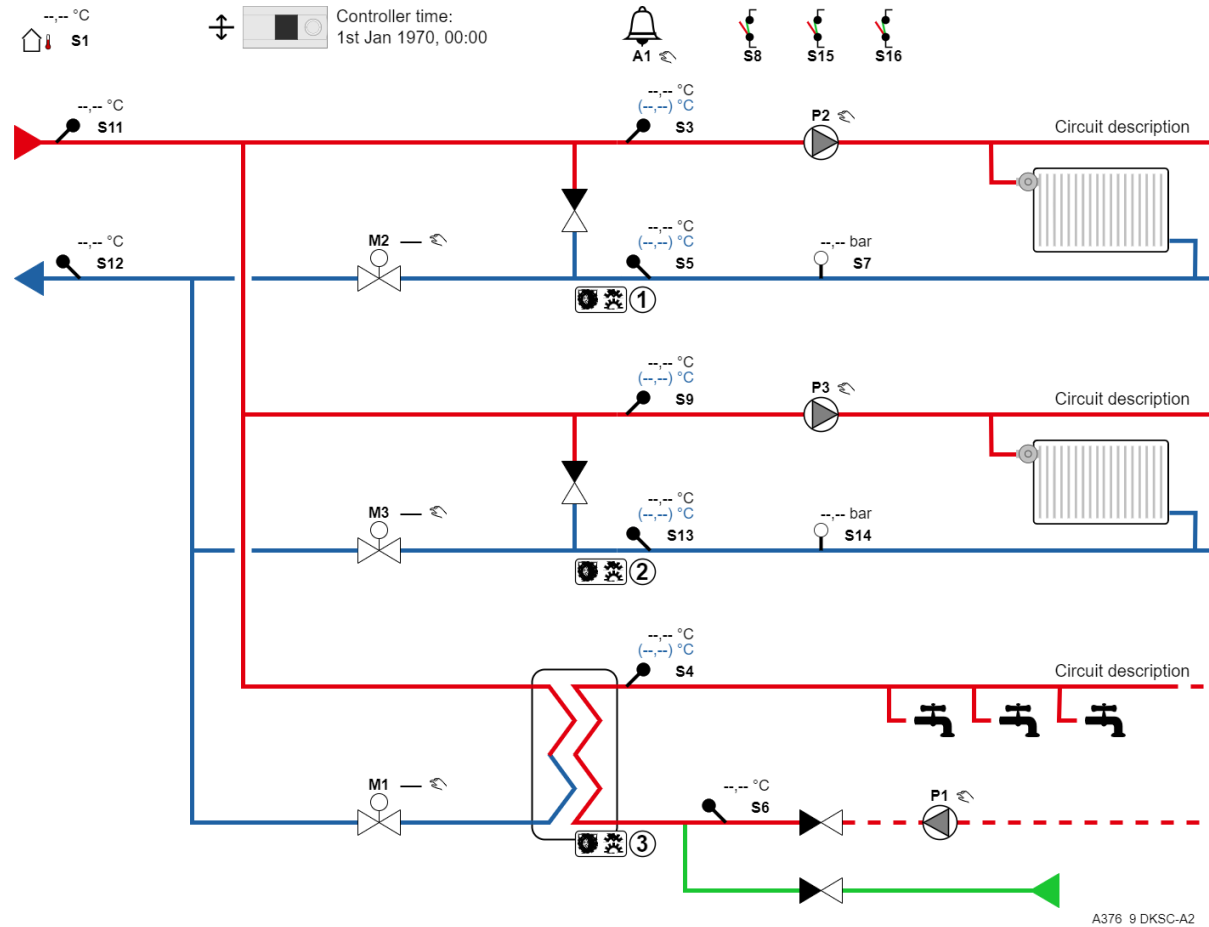 --,-- °C
S1
Controller time:
1st Jan 1970, 00:00
A1
S8
S15
S16
--,-- °C
S11
--,-- °C
(--,--) °C
S3
P2
Circuit description
--,-- °C
S12
M2
--,-- °C
(--,--) °C
S5
--,-- bar
S7
1
--,-- °C
(--,--) °C
S9
P3
Circuit description
M3
--,-- °C
(--,--) °C
S13
--,-- bar
S14
2
--,-- °C
(--,--) °C
S4
Circuit description
M1
--,-- °C
S6
P1
3
A376_9 DKSC-A2